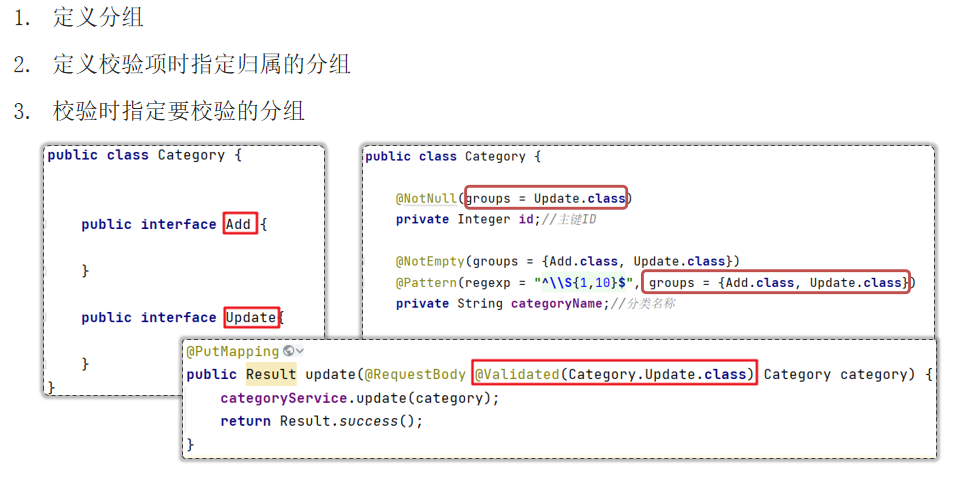 1. 定义分组
2. 定义校验项时指定归属的分组
3. 校验时指定要校验的分组
public class Category {
public interface Add {
}
public interface Update{
}
}
public class Category {
@NotNull(groups = Update.class)
private Integer id;//主键ID
@NotEmpty(groups = {Add.class, Update.class})
@Pattern(regexp = "^\\S{1,10}$", groups = {Add.class, Update.class})
private String categoryName;//分类名称
@PutMapping
public Result update(@RequestBody @Validated(Category.Update.class) Category category) {
categoryService.update(category);
return Result.success();
}